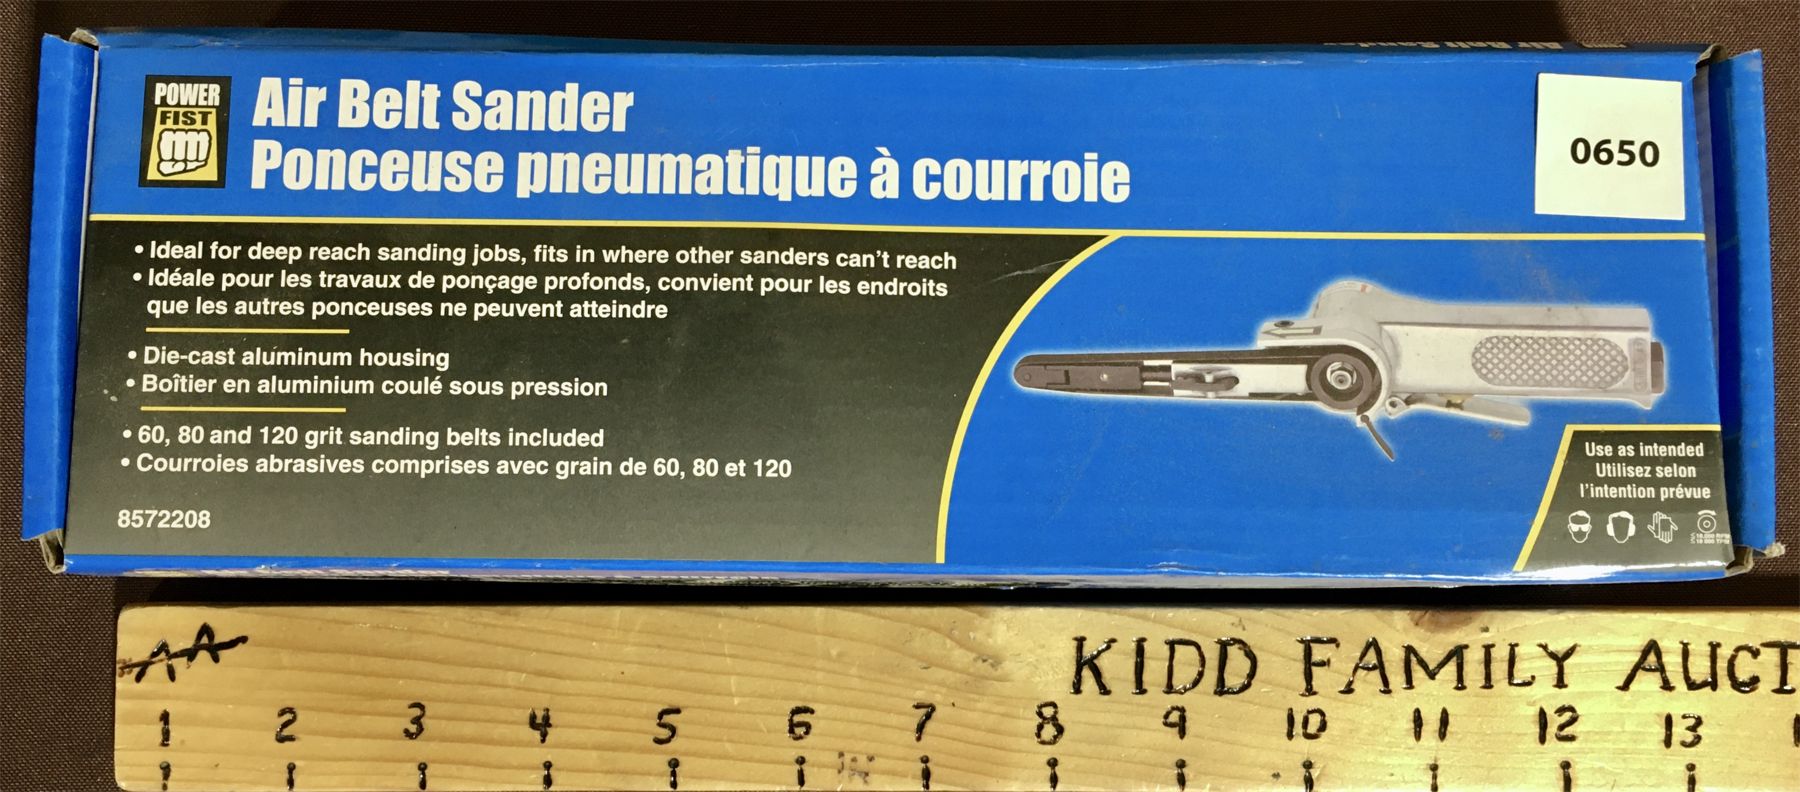 POWER
FIST
Air Belt Sander
Ponceuse pneumatique à courroie
0650
• Ideal for deep reach sanding jobs, fits in where other sanders can't reach
• Idéale pour les travaux de ponçage profonds, convient pour les endroits
que les autres ponceuses ne peuvent atteindre
• Die-cast aluminum housing
• Boîtier en aluminium coulé sous pression
• 60, 80 and 120 grit sanding belts included
• Courroies abrasives comprises avec grain de 60, 80 et 120
8572208
Use as intended
Utilisez selon
l'intention prévue
Air Belt Sander
AA
KIDD FAMILY AUCT
1 2 3 4 5 6 7 8 9 10 11 12 13